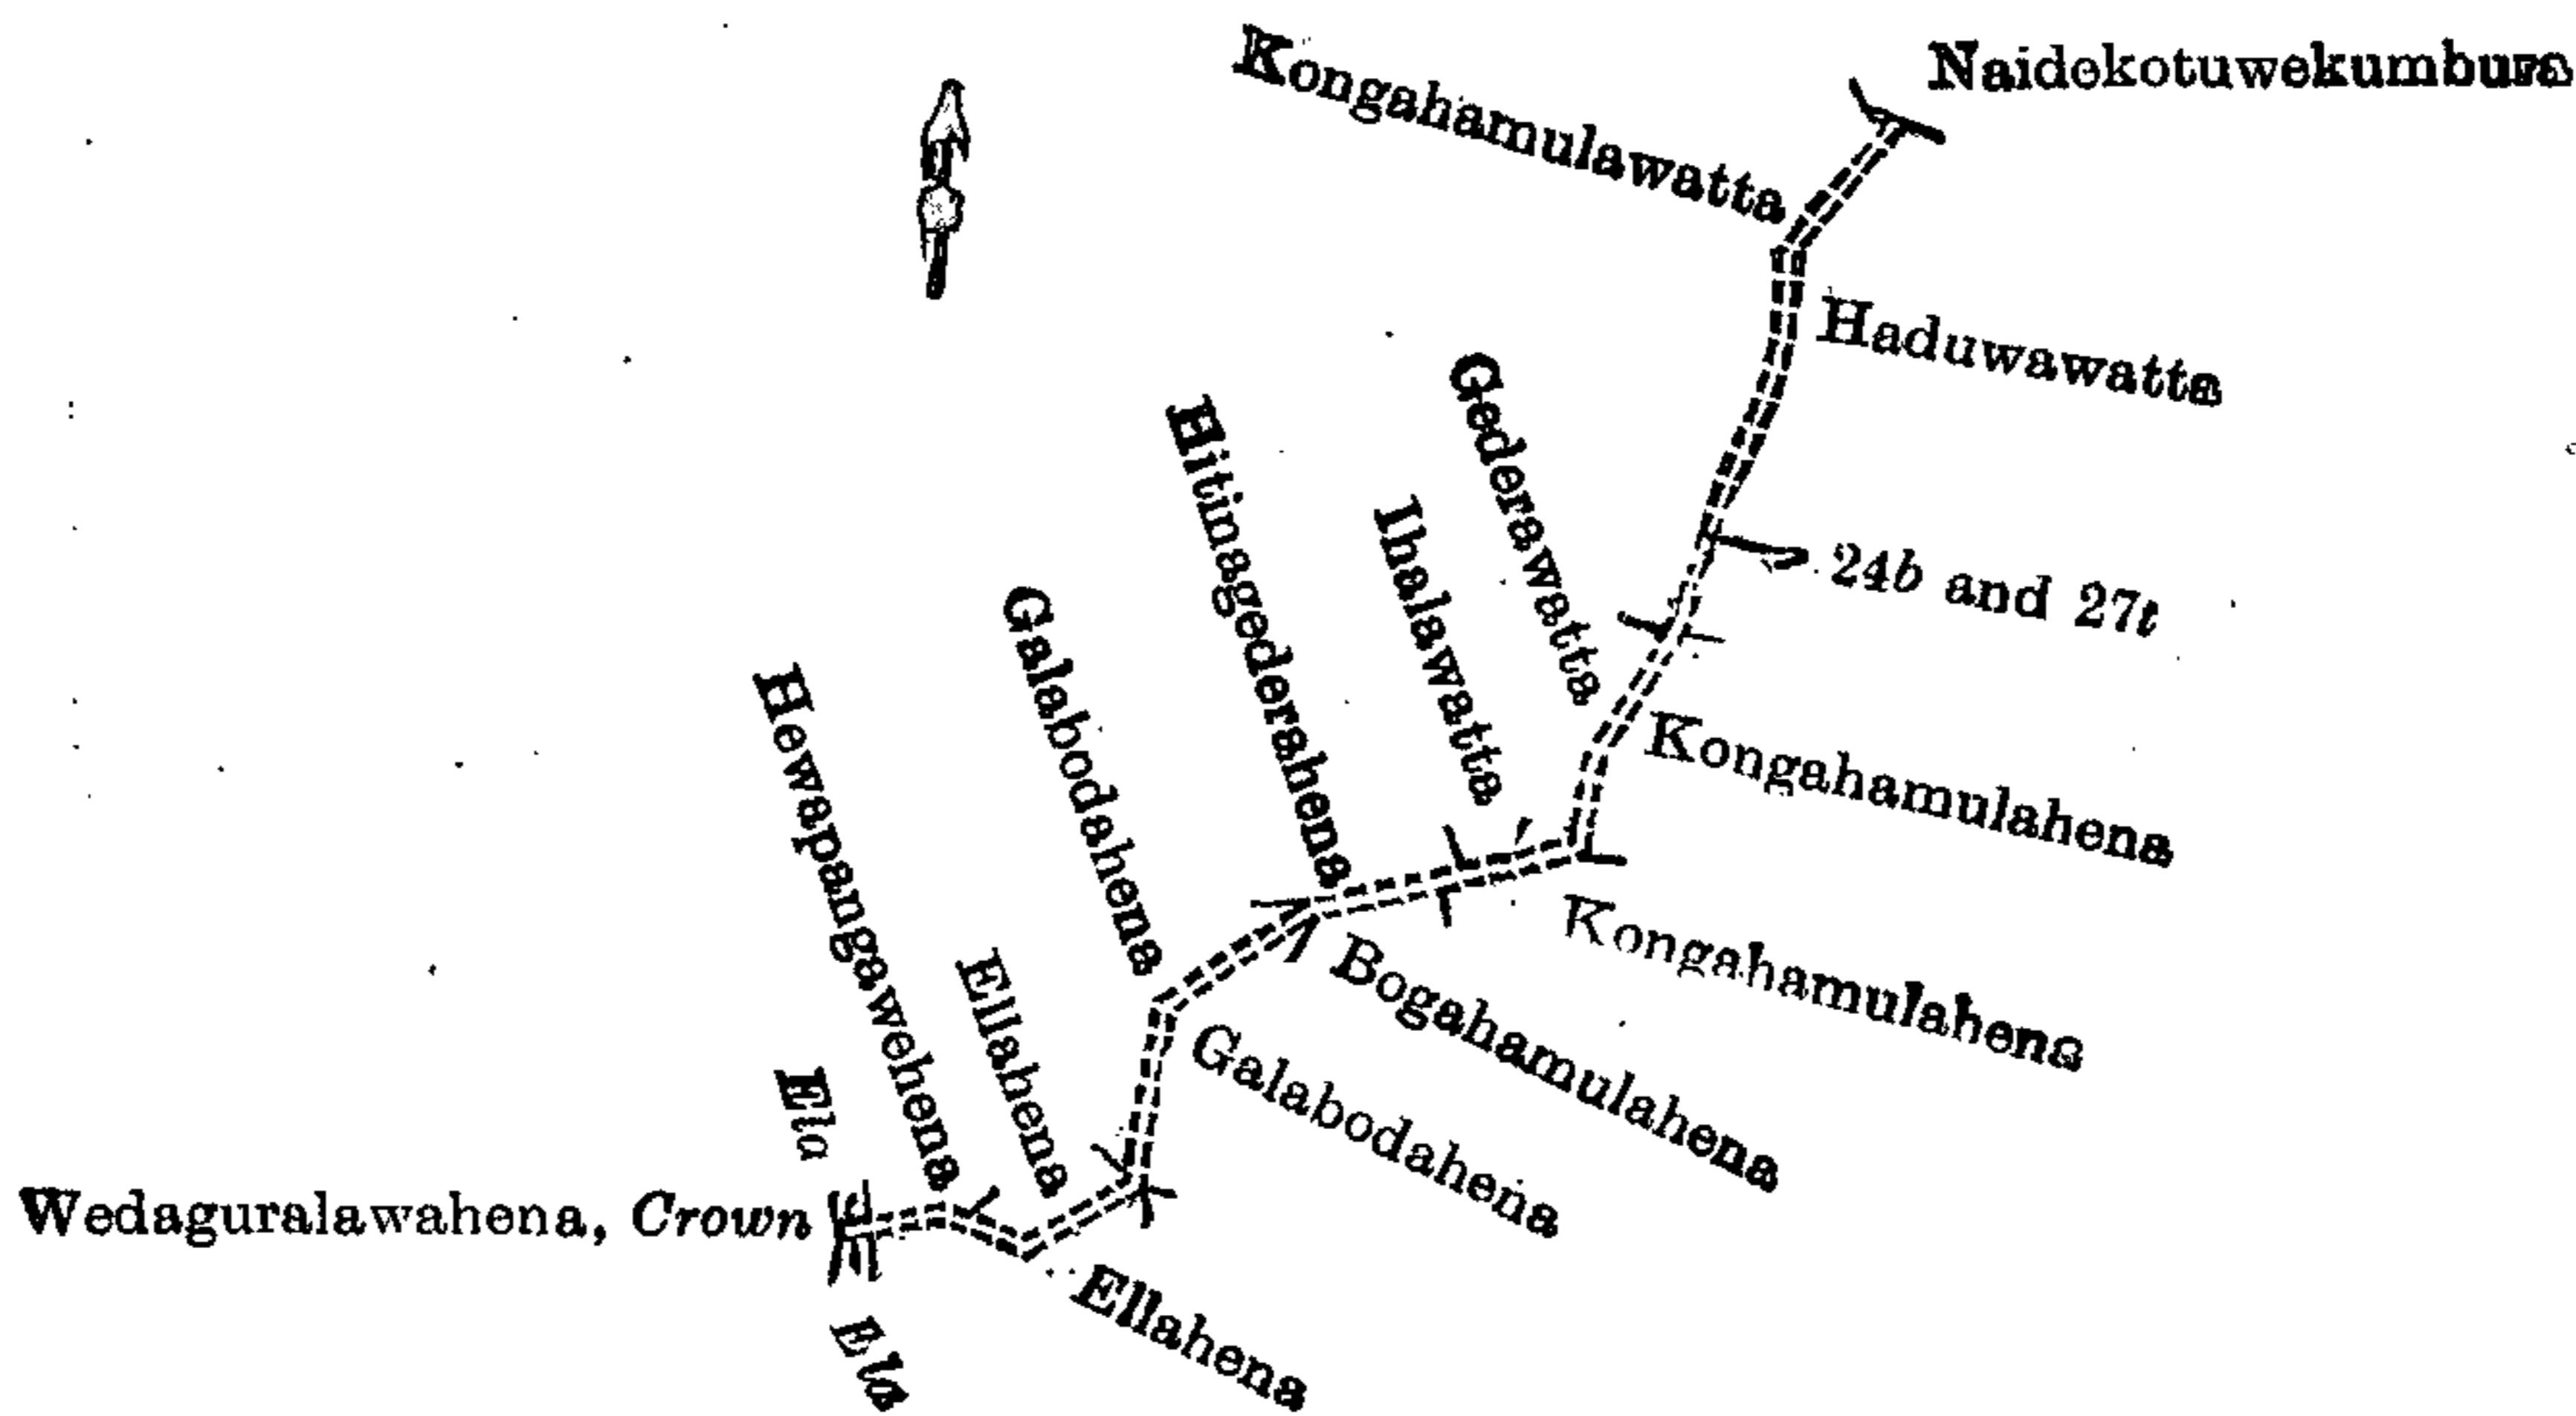 Naidekotuwekumbura
Kongahamulawatta
Haduwawatta
Gederawatta
Ihalawatta
Hitinagederahena
24b and 27t
Galabodahena
Hewapangawehena
Kongahamulahena
Kongahamulahena
Bogahamulahena
Ellahena
Galabodahena
Ela
Wedaguralawahena, Crown
Ellahena
Ela